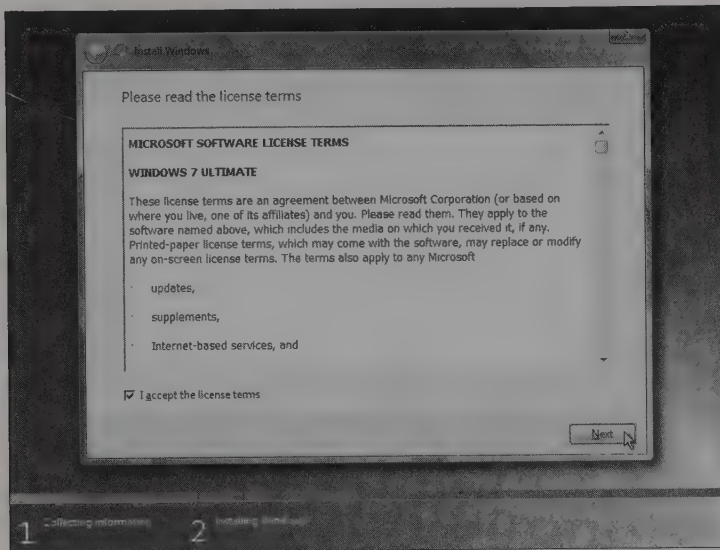 Install Windows
Please read the license terms
MICROSOFT SOFTWARE LICENSE TERMS
WINDOWS 7 ULTIMATE
These license terms are an agreement between Microsoft Corporation (or based on
where you live, one of its affiliates) and you. Please read them. They apply to the
software named above, which includes the media on which you received it, if any.
Printed-paper license terms, which may come with the software, may replace or modify
any on-screen license terms. The terms also apply to any Microsoft
· updates,
· supplements,
· Internet-based services, and
I accept the license terms
Next
1 Collecting information
2 Installing Windows